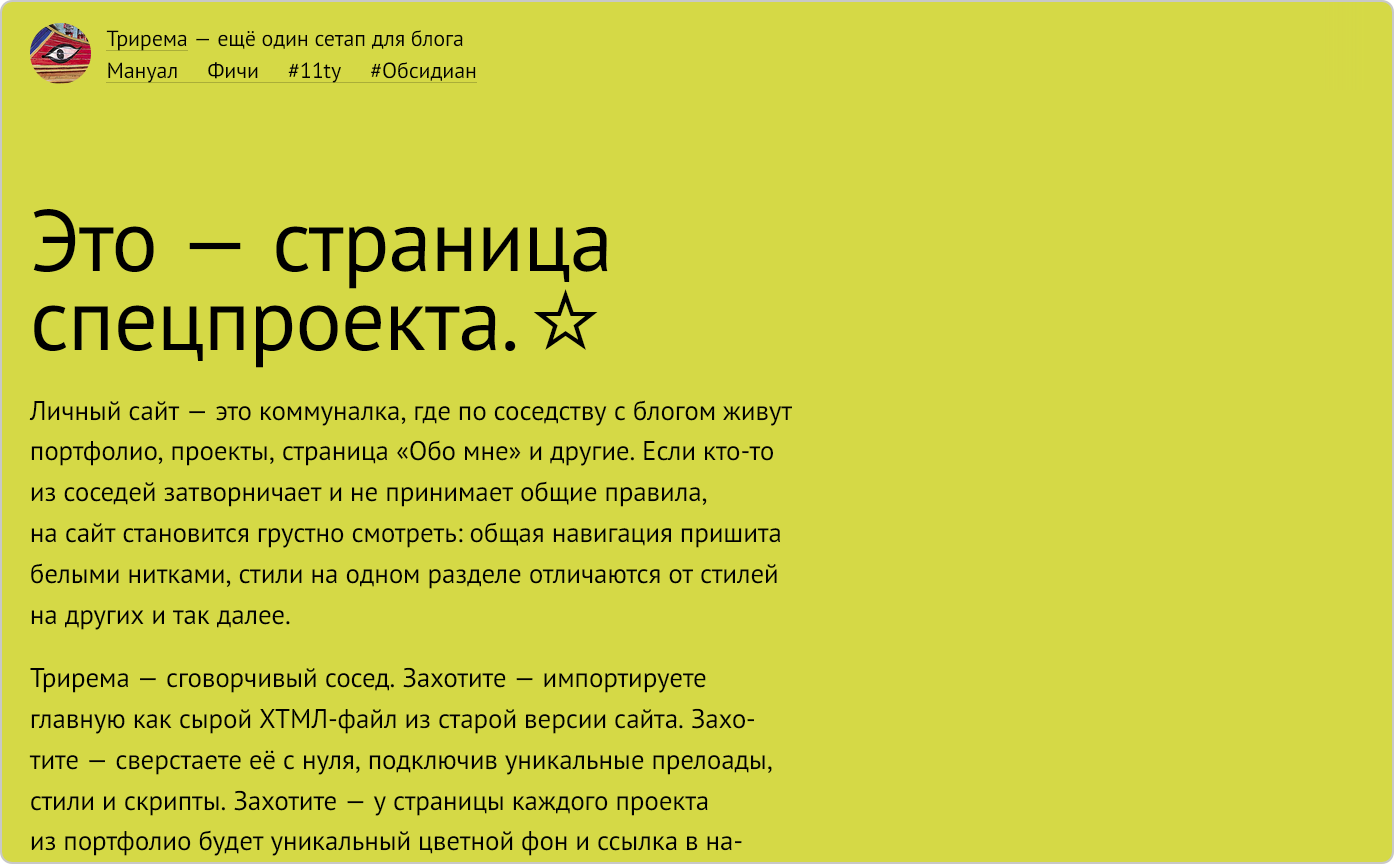 Трирема — ещё один сетап для блога
Мануал Фичи #11ty #Обсидиан
Это — страница
спецпроекта. ☆
Личный сайт — это коммуналка, где по соседству с блогом живут
портфолио, проекты, страница «Обо мне» и другие. Если кто-то
из соседей затворничает и не принимает общие правила,
на сайт становится грустно смотреть: общая навигация пришита
белыми нитками, стили на одном разделе отличаются от стилей
на других и так далее.
Трирема — сговорчивый сосед. Захотите — импортируете
главную как сырой ХТМЛ-файл из старой версии сайта. Захо-
тите — сверстаете её с нуля, подключив уникальные прелоады,
стили и скрипты. Захотите — у страницы каждого проекта
из портфолио будет уникальный цветной фон и ссылка в на-